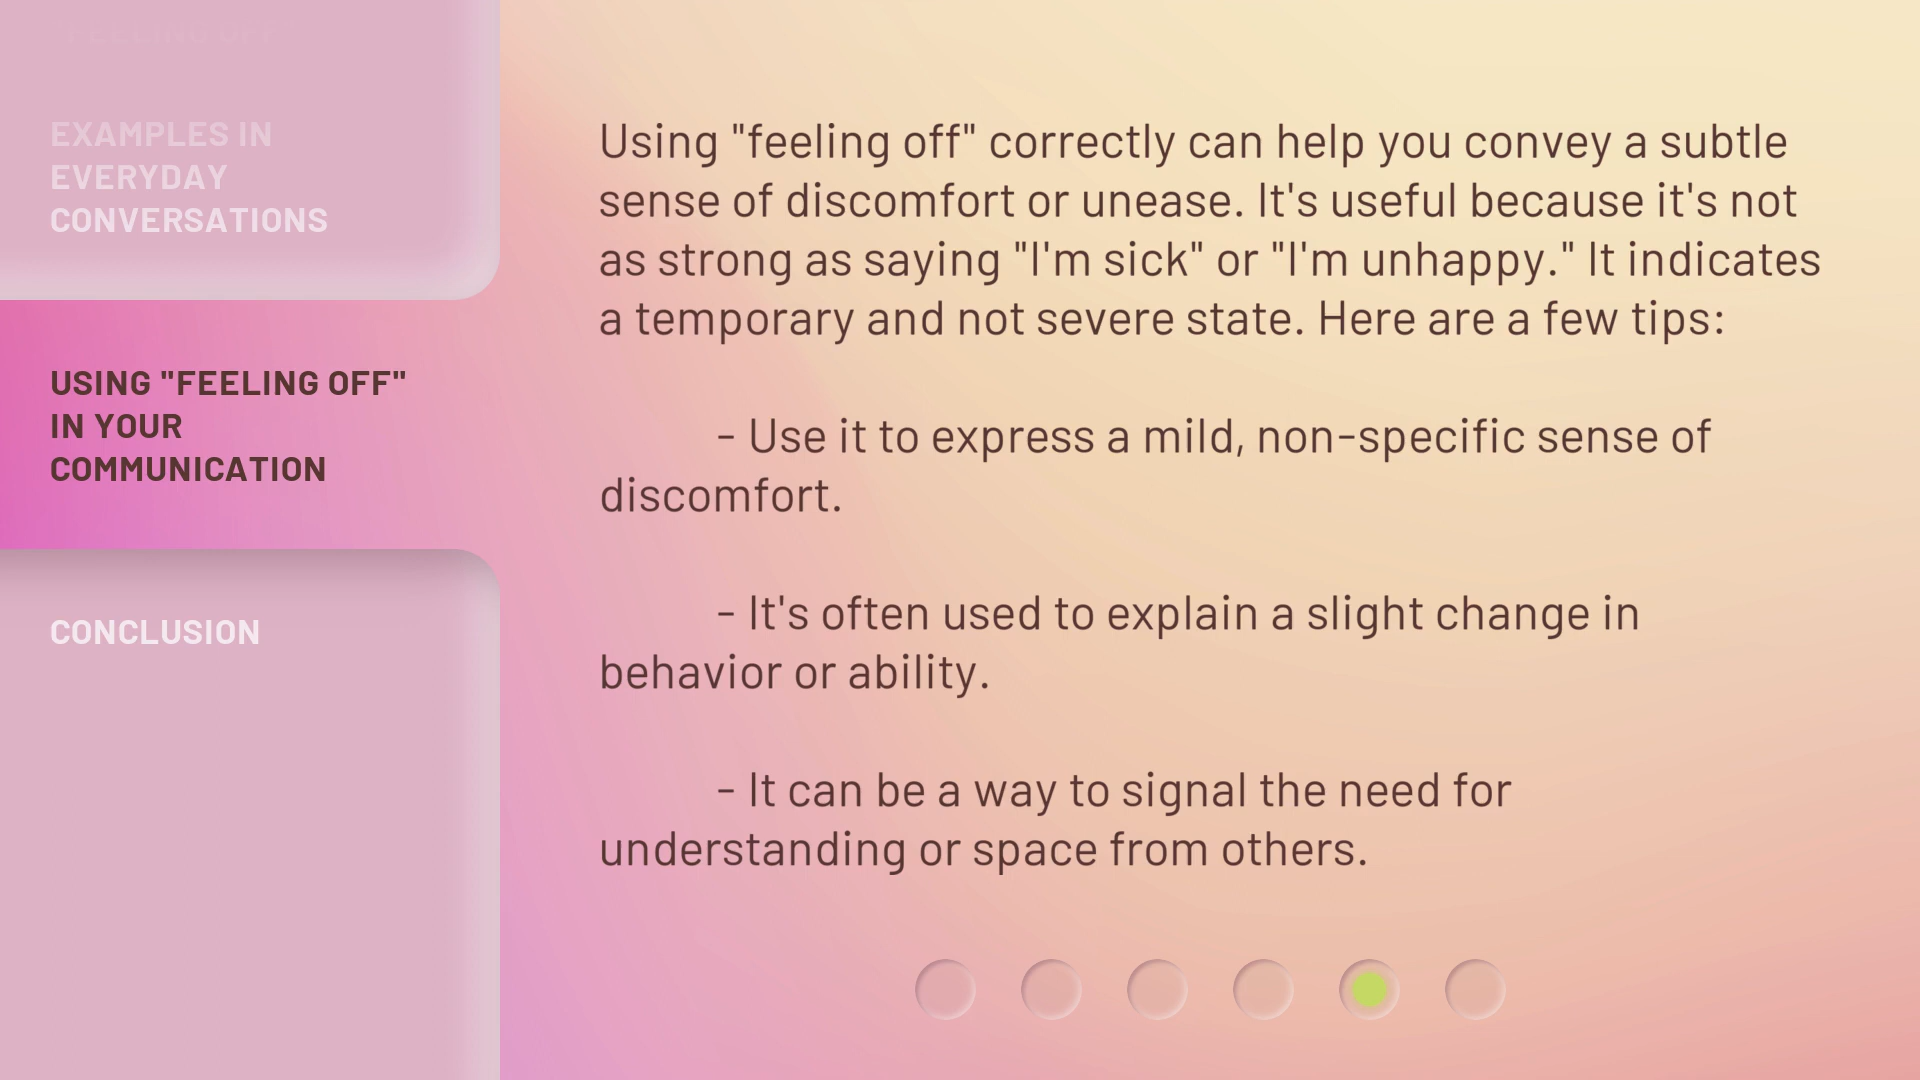 FEELING OFF
EXAMPLES IN
EVERYDAY
CONVERSATIONS
USING "FEELING OFF"
IN YOUR
COMMUNICATION
CONCLUSION
Using "feeling off" correctly can help you convey a subtle
sense of discomfort or unease. It's useful because it's not
as strong as saying "I'm sick" or "I'm unhappy." It indicates
a temporary and not severe state. Here are a few tips:
- Use it to express a mild, non-specific sense of
discomfort.
- It's often used to explain a slight change in
behavior or ability.
- It can be a way to signal the need for
understanding or space from others.